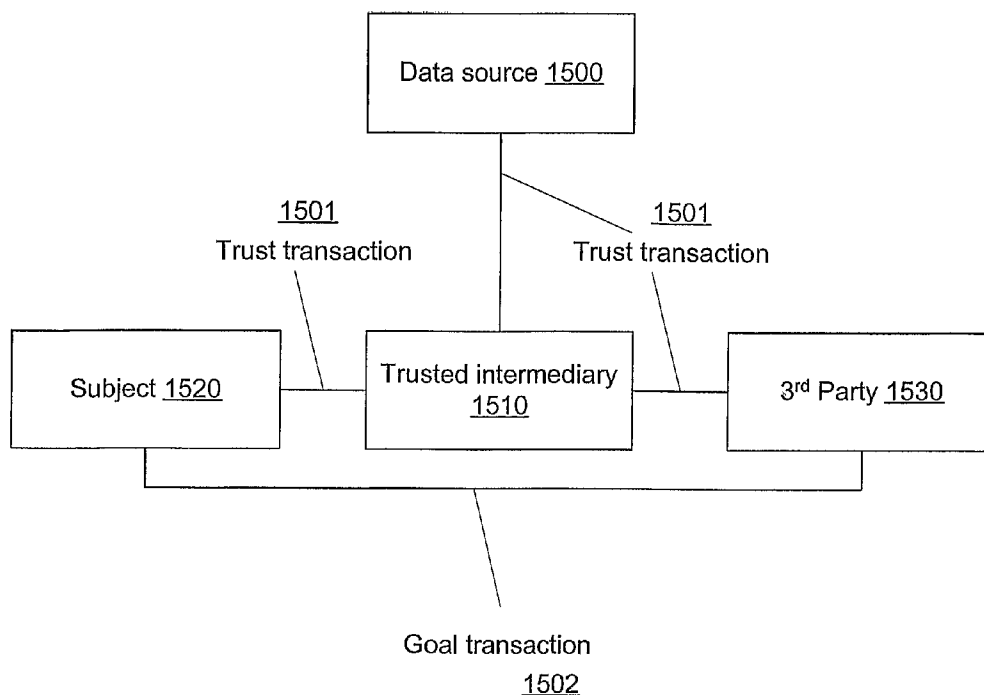 Data source 1500
1501
Trust transaction
1501
Trust transaction
Subject 1520
Trusted intermediary
1510
3rd Party 1530
Goal transaction
1502